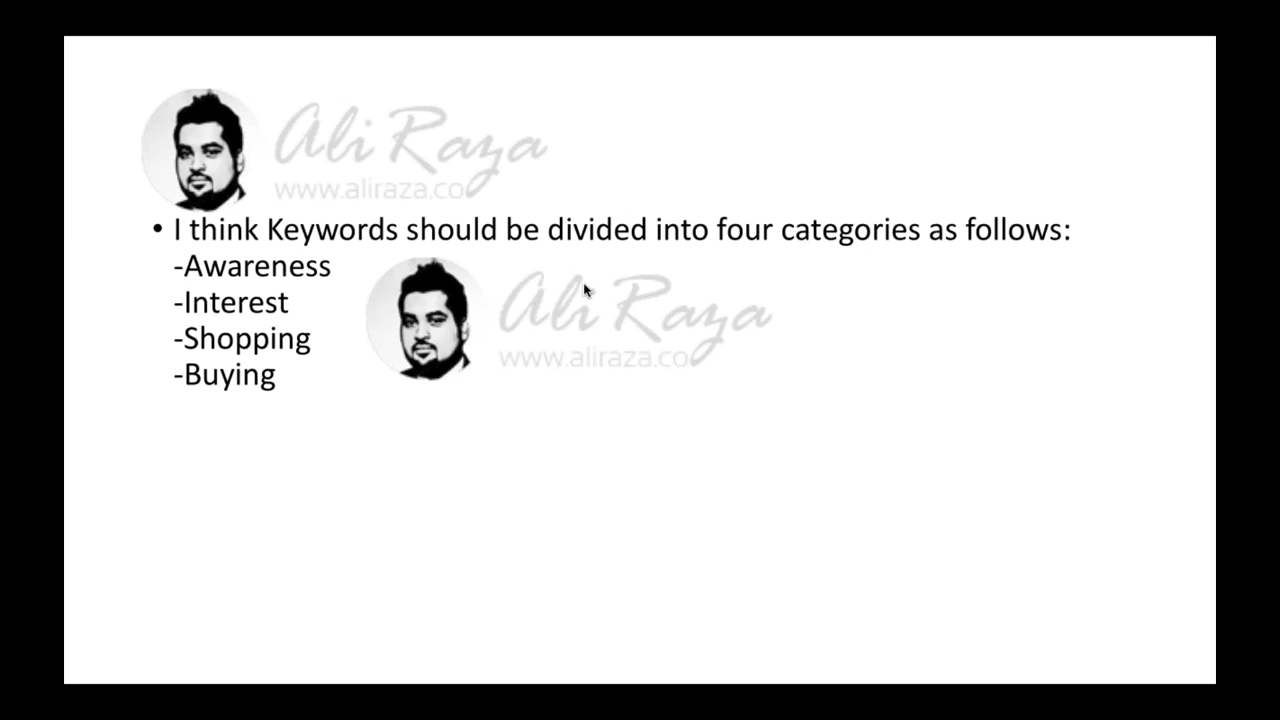 Ali Raza
www.aliraza.co
• I think Keywords should be divided into four categories as follows:
-Awareness
-Interest
-Shopping
-Buying
Ali Raza
www.aliraza.co